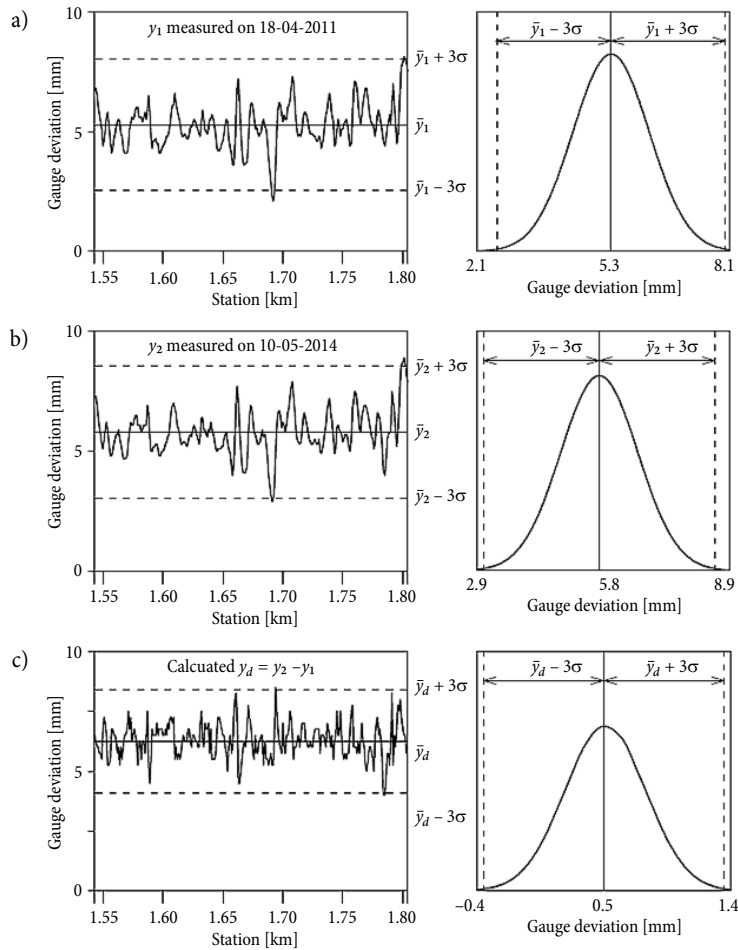 a)
y₁ measured on 18-04-2011
Gauge deviation [mm]
10
5
0
1.55 1.60 1.65 1.70 1.75 1.80
Station [km]
ȳ₁ + 3σ
ȳ₁
ȳ₁ – 3σ
ȳ₁ – 3σ ȳ₁ + 3σ
2.1 5.3 8.1
Gauge deviation [mm]
b)
y₂ measured on 10-05-2014
Gauge deviation [mm]
10
5
0
1.55 1.60 1.65 1.70 1.75 1.80
Station [km]
ȳ₂ + 3σ
ȳ₂
ȳ₂ – 3σ
ȳ₂ – 3σ ȳ₂ + 3σ
2.9 5.8 8.9
Gauge deviation [mm]
c)
Calcuated y_d = y₂ –y₁
Gauge deviation [mm]
10
5
0
1.55 1.60 1.65 1.70 1.75 1.80
Station [km]
ȳ_d + 3σ
ȳ_d
ȳ_d – 3σ
ȳ_d – 3σ ȳ_d + 3σ
–0.4 0.5 1.4
Gauge deviation [mm]